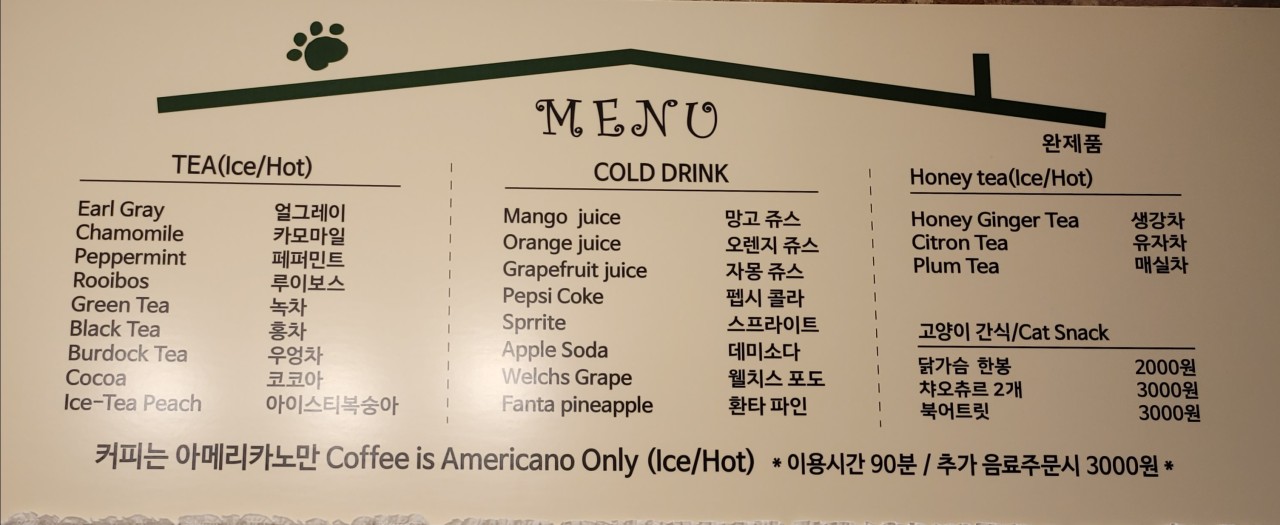 MENU
TEA(Ice/Hot)
Earl Gray 얼그레이
Chamomile 카모마일
Peppermint 페퍼민트
Rooibos 루이보스
Green Tea 녹차
Black Tea 홍차
Burdock Tea 우엉차
Cocoa 코코아
Ice-Tea Peach 아이스티복숭아
COLD DRINK
Mango juice 망고 쥬스
Orange juice 오렌지 쥬스
Grapefruit juice 자몽 쥬스
Pepsi Coke 펩시 콜라
Sprrite 스프라이트
Apple Soda 데미소다
Welchs Grape 웰치스 포도
Fanta pineapple 환타 파인
완제품
Honey tea(Ice/Hot)
Honey Ginger Tea 생강차
Citron Tea 유자차
Plum Tea 매실차
고양이 간식/Cat Snack
닭가슴 한봉 2000원
챠오츄르 2개 3000원
북어트릿 3000원
커피는 아메리카노만 Coffee is Americano Only (Ice/Hot) * 이용시간 90분 / 추가 음료주문시 3000원 *